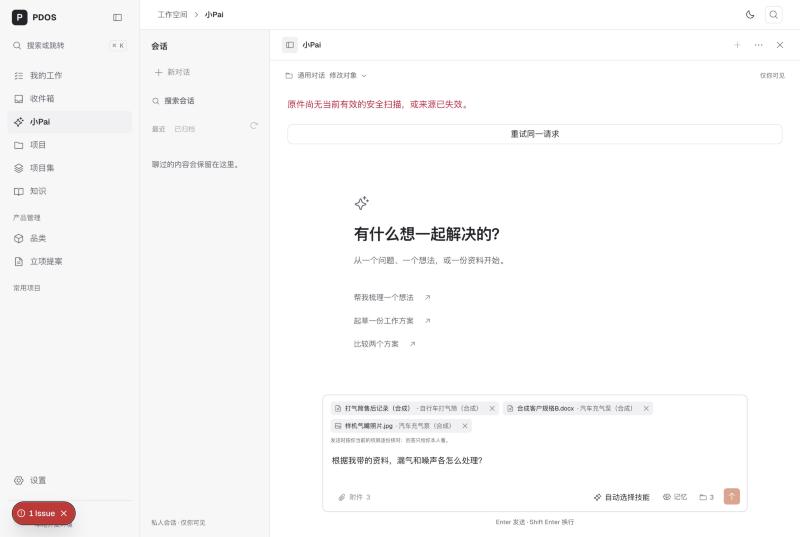 P PDOS
搜索或跳转 ⌘ K
我的工作
收件箱
小Pai
项目
项目集
知识
产品管理
品类
立项提案
常用项目
设置
1 Issue
工作空间 > 小Pai
会话
新对话
搜索会话
最近 已归档
聊过的内容会保留在这里。
私人会话 · 仅你可见
小Pai
通用对话 修改对象
仅你可见
原件尚无当前有效的安全扫描，或来源已失效。
重试同一请求
有什么想一起解决的?
从一个问题、一个想法，或一份资料开始。
帮我梳理一个想法
起草一份工作方案
比较两个方案
打气筒售后记录（合成） · 自行车打气筒（合成）
合成客户规格B.docx · 汽车充气泵（合成）
样机气嘴照片.jpg · 汽车充气泵（合成）
根据我带的资料，漏气和噪声各怎么处理?
附件 3
自动选择技能 记忆 3
Enter 发送 · Shift Enter 换行